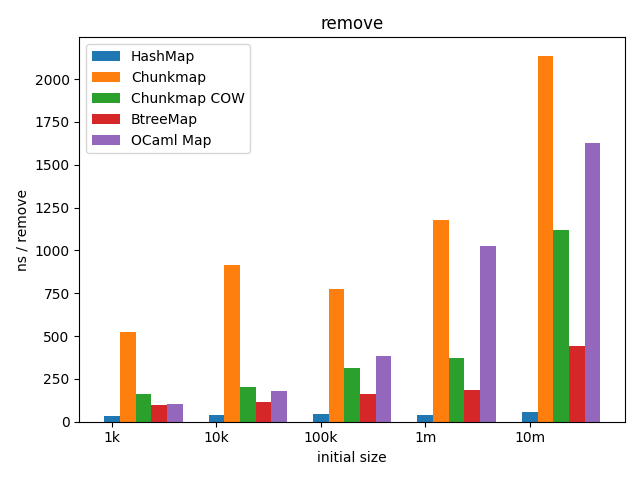 remove
HashMap
Chunkmap
Chunkmap COW
BtreeMap
OCaml Map
2000
1750
1500
1250
1000
750
500
250
0
ns / remove
1k 10k 100k 1m 10m
initial size